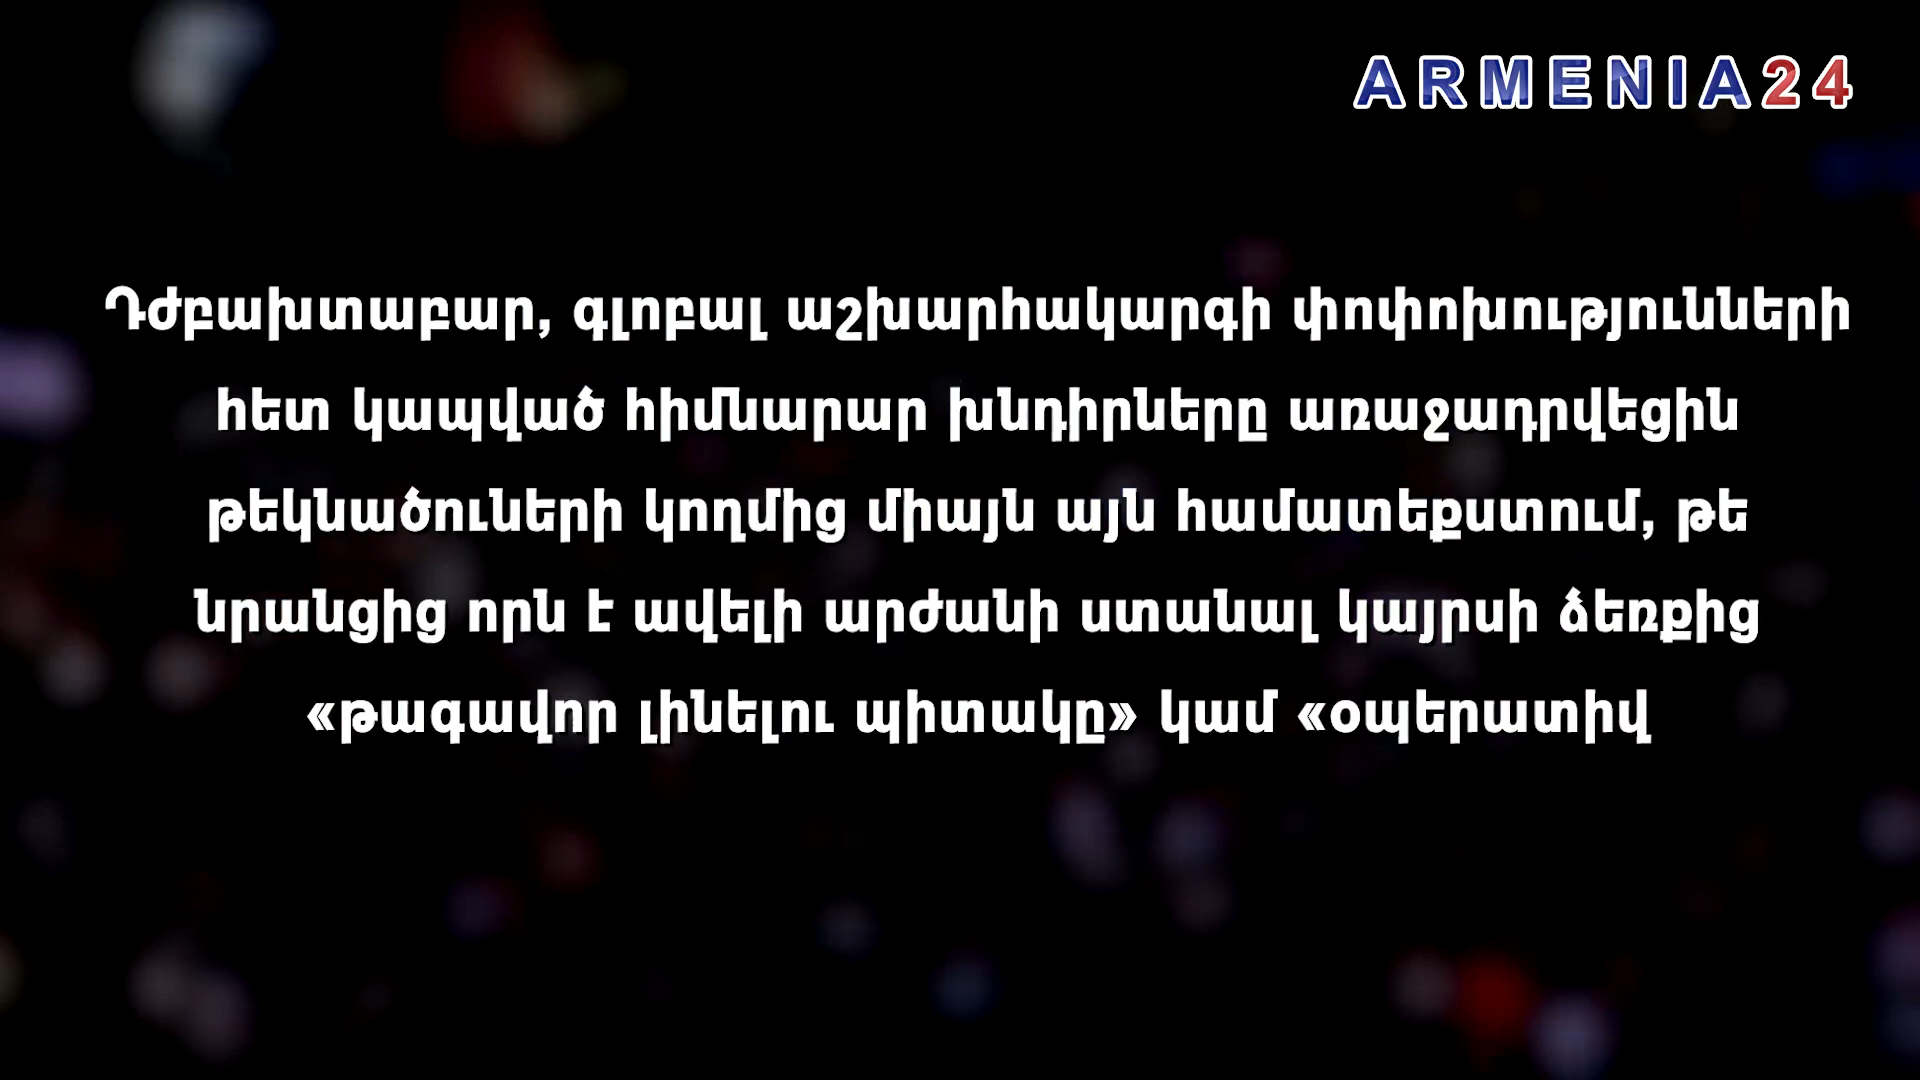 ARMENIA24
Դժբախտաբար, գլոբալ աշխարհակարգի փոփոխությունների
հետ կապված հիմնարար խնդիրները առաջադրվեցին
թեկնածուների կողմից միայն այն համատեքստում, թե
նրանցից որն է ավելի արժանի ստանալ կայրսի ձեռքից
«թագավոր լինելու պիտակը» կամ «օպերատիվ